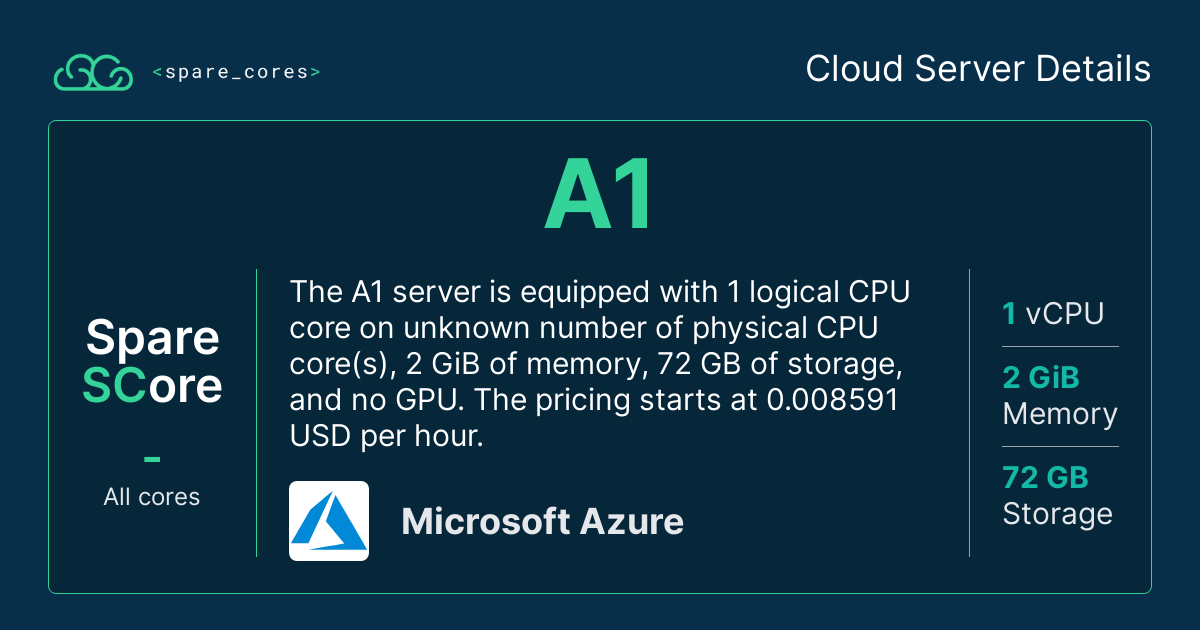 <spare_cores>
Cloud Server Details
A1
Spare
SCore
-
All cores
The A1 server is equipped with 1 logical CPU
core on unknown number of physical CPU
core(s), 2 GiB of memory, 72 GB of storage,
and no GPU. The pricing starts at 0.008591
USD per hour.
Microsoft Azure
1 vCPU
2 GiB
Memory
72 GB
Storage